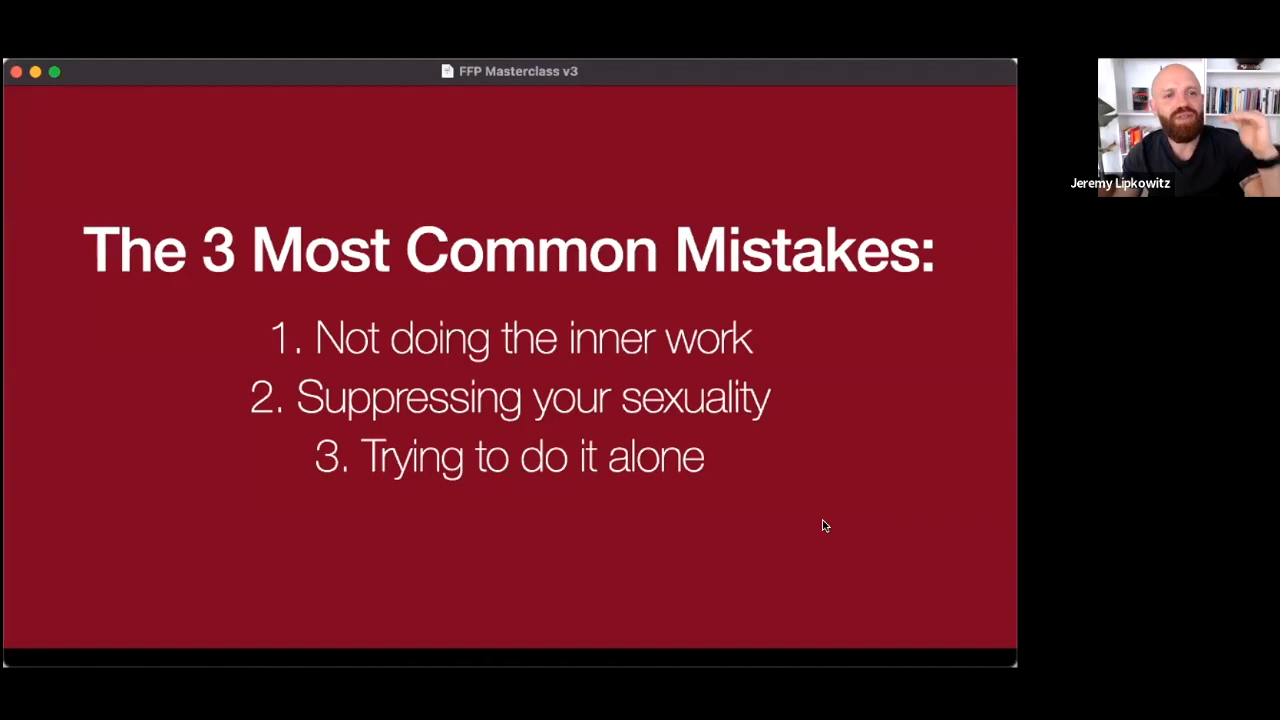 FFP Masterclass v3
The 3 Most Common Mistakes:
1. Not doing the inner work
2. Suppressing your sexuality
3. Trying to do it alone
Jeremy Lipkowitz